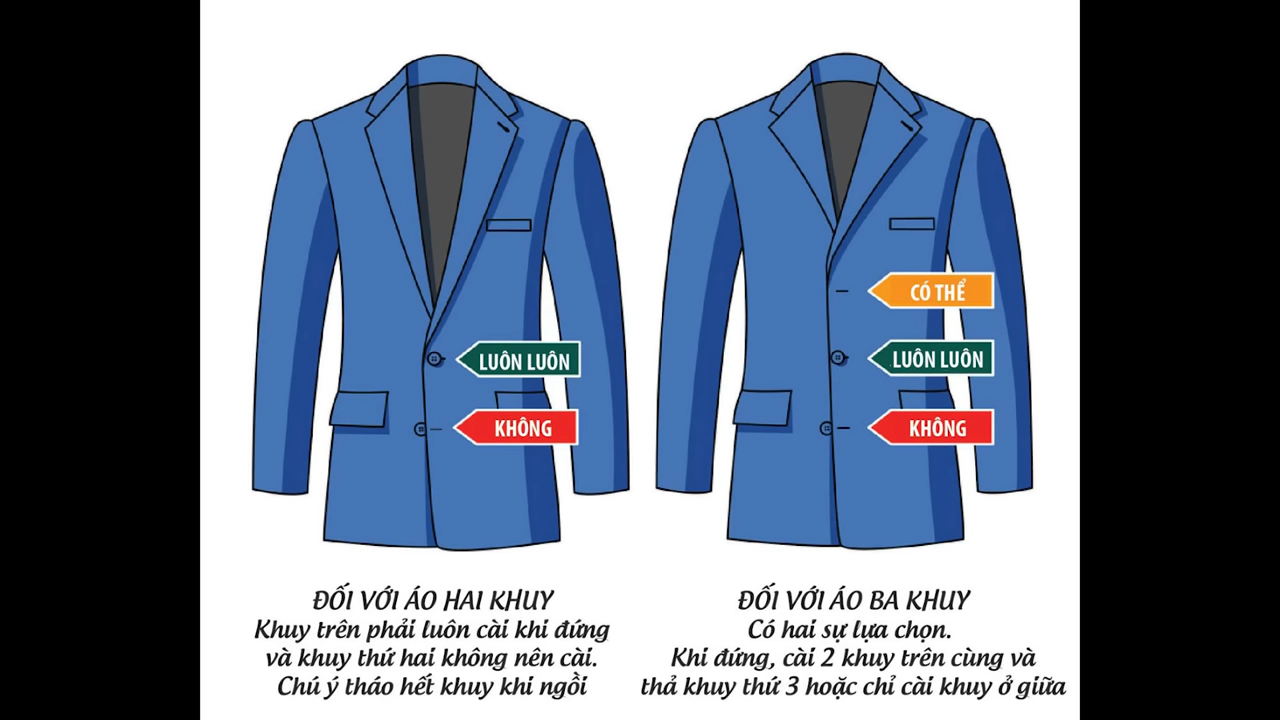 LUÔN LUÔN
KHÔNG
CÓ THỂ
LUÔN LUÔN
KHÔNG
ĐỐI VỚI ÁO HAI KHUY
Khuy trên phải luôn cài khi đứng
và khuy thứ hai không nên cài.
Chú ý tháo hết khuy khi ngồi
ĐỐI VỚI ÁO BA KHUY
Có hai sự lựa chọn.
Khi đứng, cài 2 khuy trên cùng và
thả khuy thứ 3 hoặc chỉ cài khuy ở giữa